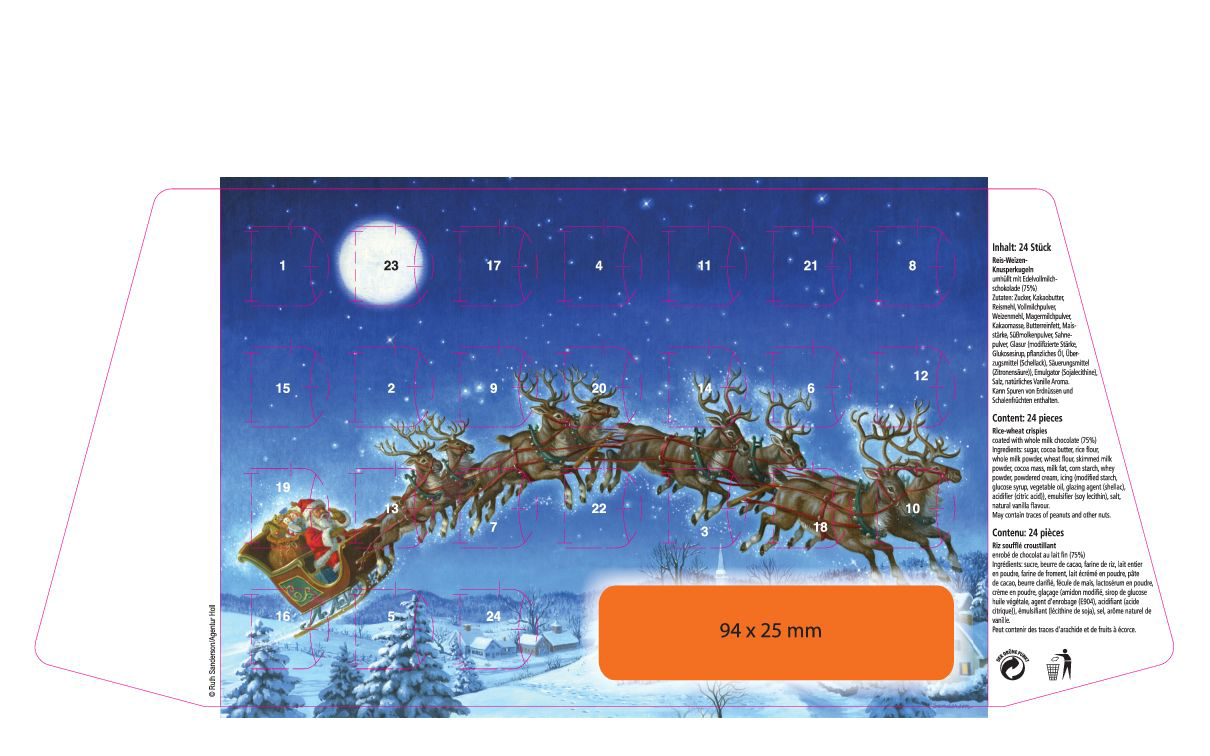 1 23 17 4 11 21 8
15 2 9 20 14 6 12
19 13 7 22 3 18 10
16 5 24
94 x 25 mm
© Ruth Sanderson/Agentur Holl
Sanderson
Inhalt: 24 Stück
Reis-Weizen-
Knusperkugeln
umhüllt mit Edelvollmilch-
schokolade (75%)
Zutaten: Zucker, Kakaobutter,
Reismehl, Vollmilchpulver,
Weizenmehl, Magermilchpulver,
Kakaomasse, Butterreinfett, Mais-
stärke, Süßmolkenpulver, Sahne-
pulver, Glasur (modifizierte Stärke,
Glukosesirup, pflanzliches Öl, Über-
zugsmittel (Schellack), Säuerungsmittel
(Zitronensäure)), Emulgator (Sojalecithine),
Salz, natürliches Vanille Aroma.
Kann Spuren von Erdnüssen und
Schalenfrüchten enthalten.
Content: 24 pieces
Rice-wheat crispies
coated with whole milk chocolate (75%)
Ingredients: sugar, cocoa butter, rice flour,
whole milk powder, wheat flour, skimmed milk
powder, cocoa mass, milk fat, corn starch, whey
powder, powdered cream, icing (modified starch,
glucose syrup, vegetable oil, glazing agent (shellac),
acidifier (citric acid)), emulsifier (soy lecithin), salt,
natural vanilla flavour.
May contain traces of peanuts and other nuts.
Contenu: 24 pièces
Riz soufflé croustillant
enrobé de chocolat au lait fin (75%)
Ingrédients: sucre, beurre de cacao, farine de riz, lait entier
en poudre, farine de froment, lait écrémé en poudre, pâte
de cacao, beurre clarifié, fécule de maïs, lactosérum en poudre,
crème en poudre, glaçage (amidon modifié, sirop de glucose
huile végétale, agent d'enrobage (E904), acidifiant (acide
citrique)), émulsifiant (lécithine de soja), sel, arôme naturel de
vanille.
Peut contenir des traces d'arachide et de fruits à écorce.
DER GRÜNE PUNKT